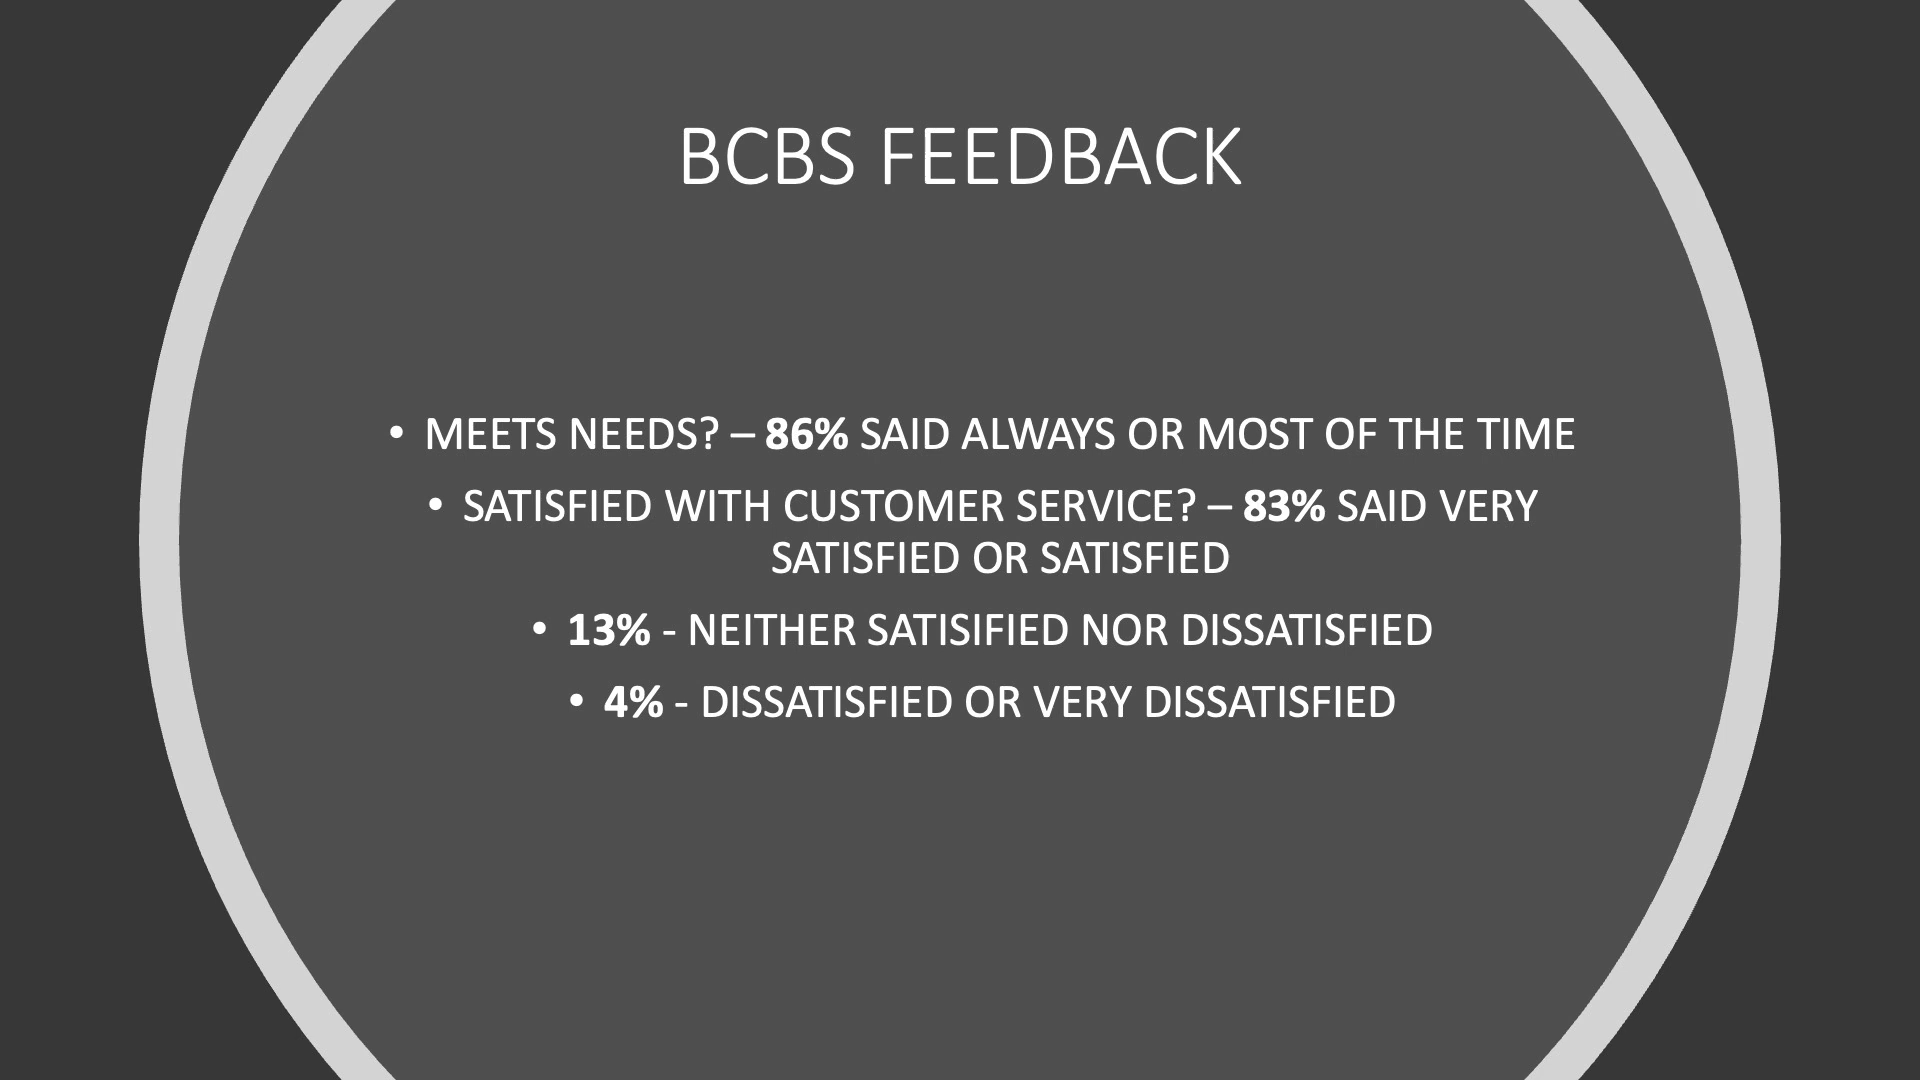 BCBS FEEDBACK
• MEETS NEEDS? – 86% SAID ALWAYS OR MOST OF THE TIME
• SATISFIED WITH CUSTOMER SERVICE? – 83% SAID VERY
SATISFIED OR SATISFIED
• 13% - NEITHER SATISIFIED NOR DISSATISFIED
• 4% - DISSATISFIED OR VERY DISSATISFIED